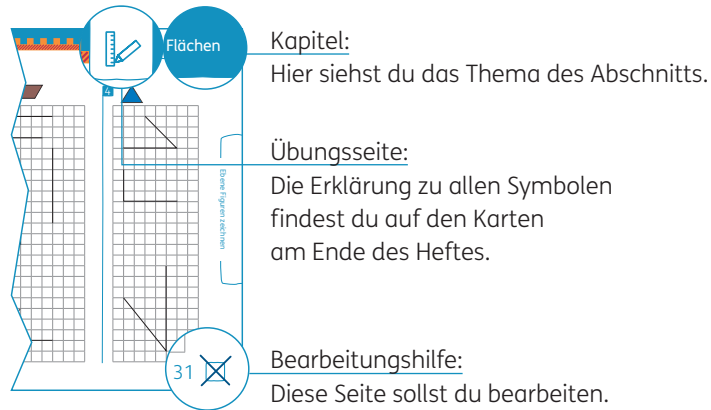 Flächen
Kapitel:
Hier siehst du das Thema des Abschnitts.
4
Übungsseite:
Die Erklärung zu allen Symbolen
findest du auf den Karten
am Ende des Heftes.
Ebene Figuren zeichnen
31
Bearbeitungshilfe:
Diese Seite sollst du bearbeiten.